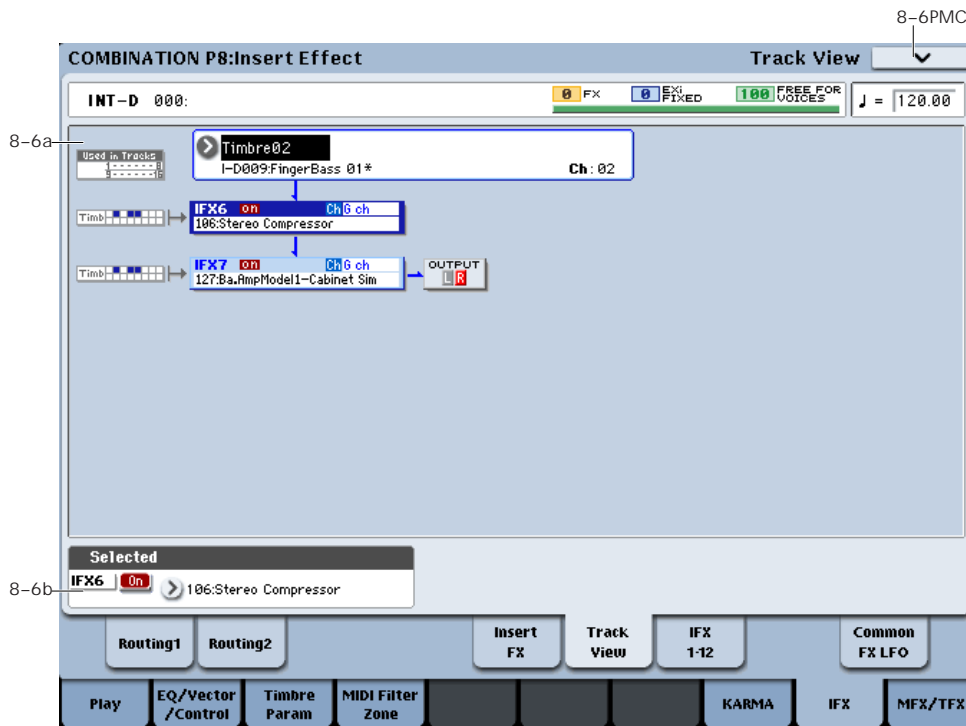 8-6PMC
COMBINATION P8:Insert Effect
Track View
INT-D 000:
0 FX
0 EXi FIXED
100 FREE FOR VOICES
♩ = 120.00
8-6a
Used in Tracks
1------8
9------16
Timbre02
I-D009:FingerBass 01*
Ch: 02
Timb
IFX6 on Ch G ch
106:Stereo Compressor
Timb
IFX7 on Ch G ch
127:Ba.AmpModel1-Cabinet Sim
OUTPUT
L R
Selected
8-6b
IFX6 On 106:Stereo Compressor
Routing1
Routing2
Insert FX
Track View
IFX 1-12
Common FX LFO
Play
EQ/Vector /Control
Timbre Param
MIDI Filter Zone
KARMA
IFX
MFX/TFX